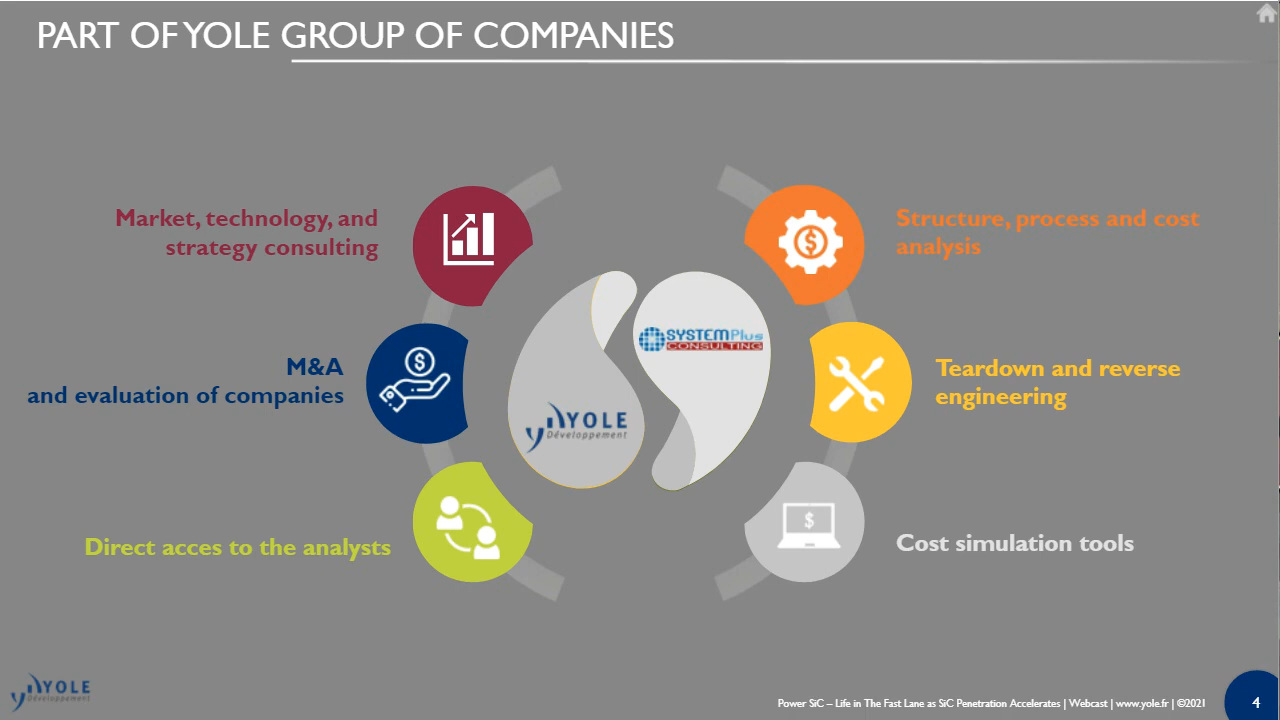 PART OF YOLE GROUP OF COMPANIES
Market, technology, and
strategy consulting
M&A
and evaluation of companies
Direct acces to the analysts
YOLE
Développement
SYSTEMPlus
CONSULTING
Structure, process and cost
analysis
Teardown and reverse
engineering
Cost simulation tools
YOLE
Développement
Power SiC – Life in The Fast Lane as SiC Penetration Accelerates | Webcast | www.yole.fr | ©2021
4